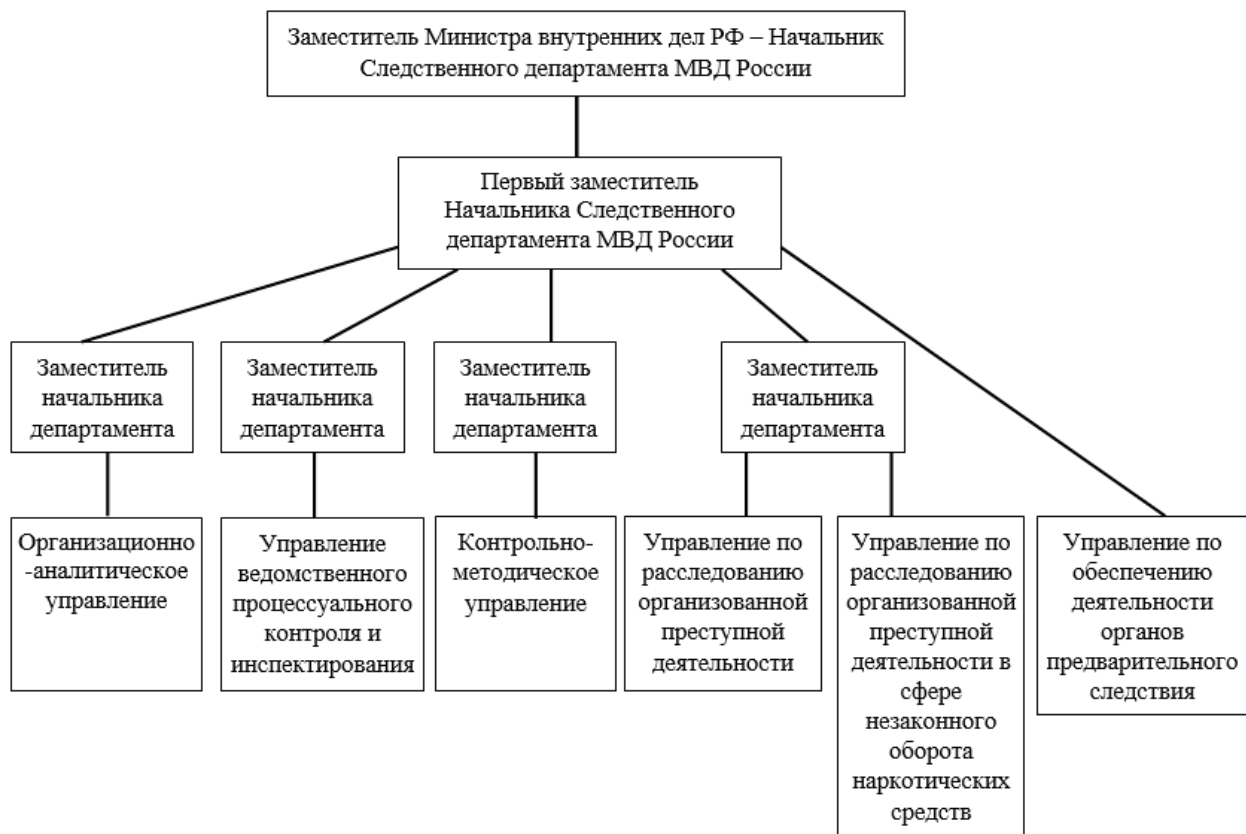 Заместитель Министра внутренних дел РФ – Начальник
Следственного департамента МВД России
Первый заместитель
Начальника Следственного
департамента МВД России
Заместитель
начальника
департамента
Заместитель
начальника
департамента
Заместитель
начальника
департамента
Заместитель
начальника
департамента
Организационно
-аналитическое
управление
Управление
ведомственного
процессуального
контроля и
инспектирования
Контрольно-
методическое
управление
Управление по
расследованию
организованной
преступной
деятельности
Управление по
расследованию
организованной
преступной
деятельности в
сфере
незаконного
оборота
наркотических
средств
Управление по
обеспечению
деятельности
органов
предварительного
следствия